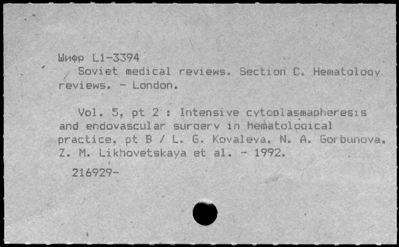 Шифр L1-3394
Soviet medical reviews. Section C. Hematology
reviews. - London.
Vol. 5, pt 2 : Intensive cytoplasmapheresis
and endovascular surgery in hematological
practice, pt B / L. G. Kovaleva, N. A. Gorbunova,
Z. M. Likhovetskaya et al. - 1992.
216929-